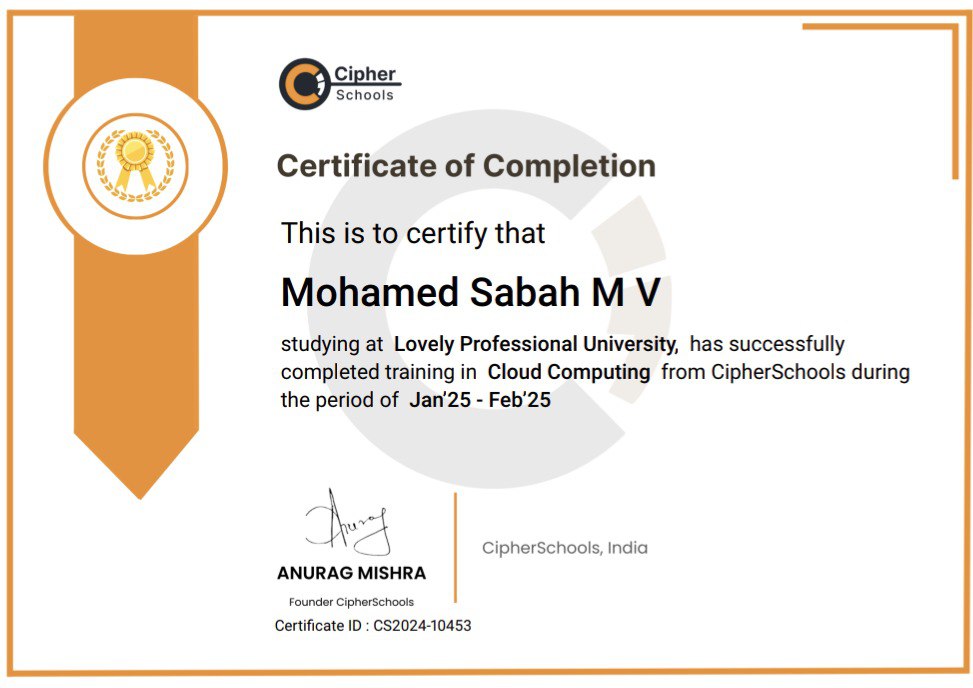 Cipher
Schools
Certificate of Completion
This is to certify that
Mohamed Sabah M V
studying at Lovely Professional University, has successfully
completed training in Cloud Computing from CipherSchools during
the period of Jan’25 - Feb’25
Anurag
CipherSchools, India
ANURAG MISHRA
Founder CipherSchools
Certificate ID : CS2024-10453